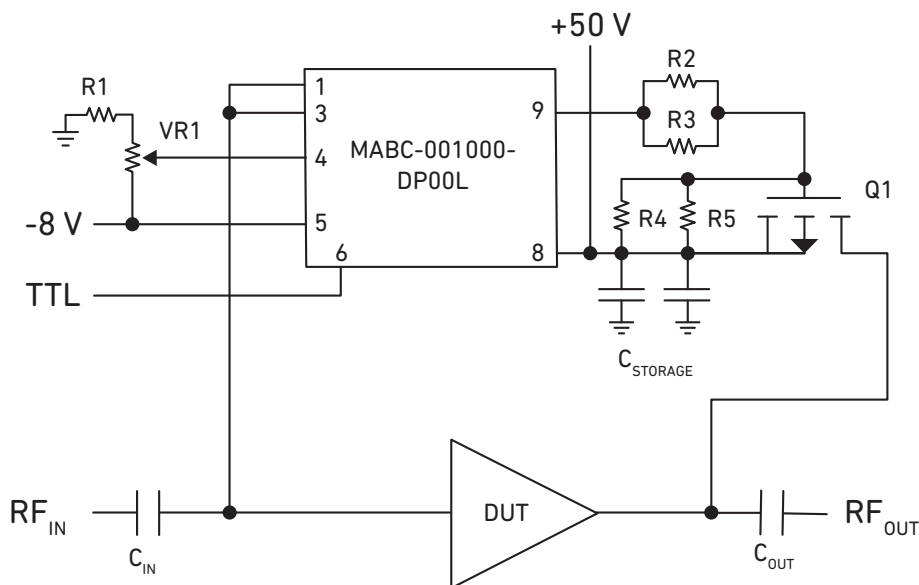 +50 V
R1
VR1
1
3
4
5
6
MABC-001000-
DP00L
9
8
R2
R3
R4
R5
Q1
-8 V
TTL
C_STORAGE
RF_IN
C_IN
DUT
C_OUT
RF_OUT